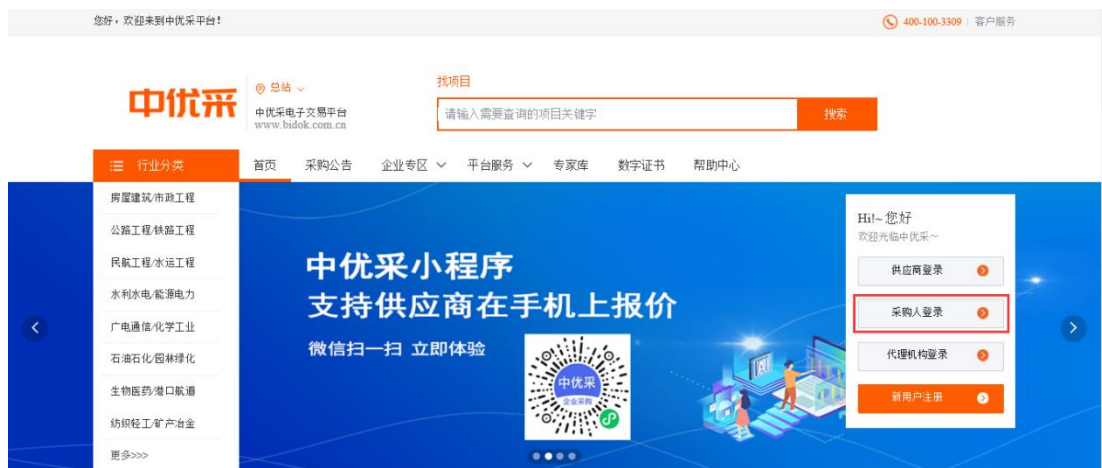 您好，欢迎来到中优采平台！
400-100-3309 | 客户服务
中优采
总站
中优采电子交易平台
www.bidok.com.cn
找项目
请输入需要查询的项目关键字
搜索
行业分类
首页 采购公告 企业专区 平台服务 专家库 数字证书 帮助中心
房屋建筑/市政工程
公路工程/铁路工程
民航工程/水运工程
水利水电/能源电力
广电通信/化学工业
石油石化/园林绿化
生物医药/港口航道
纺织轻工/矿产冶金
更多>>>
中优采小程序
支持供应商在手机上报价
微信扫一扫 立即体验
中优采
企业采购
Hi!~您好
欢迎光临中优采～
供应商登录
采购人登录
代理机构登录
新用户注册